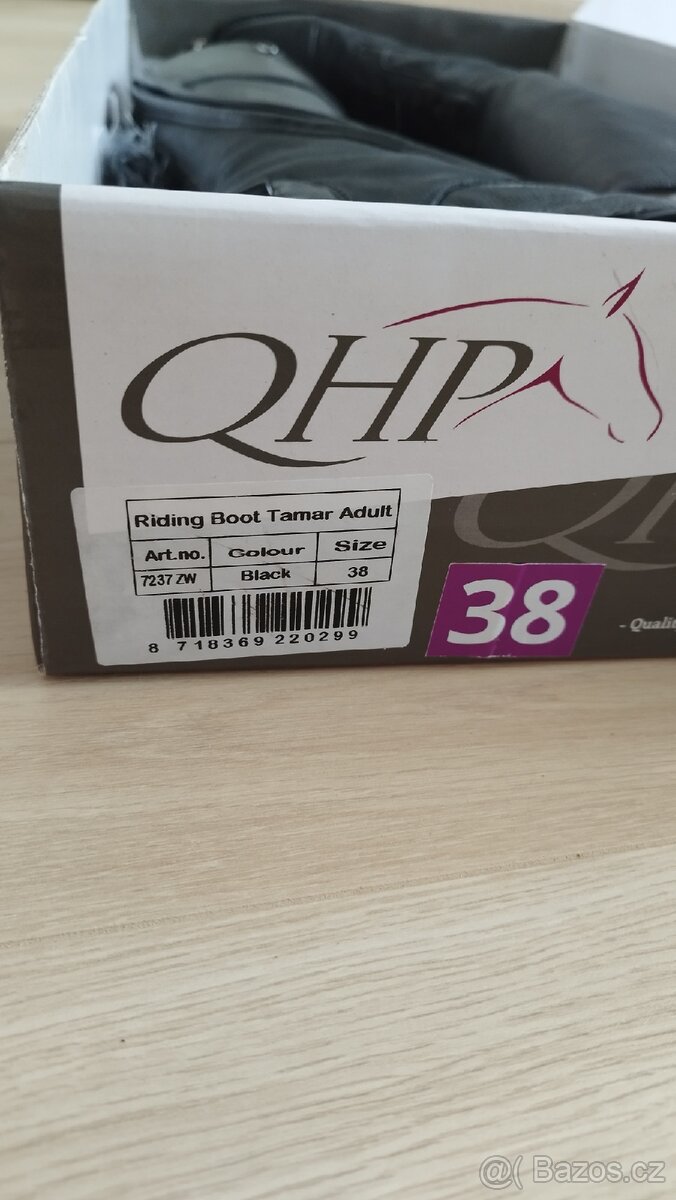 QHP
Riding Boot Tamar Adult
Art.no. Colour Size
7237 ZW Black 38
8 718369 220299
38
@( Bazos.cz